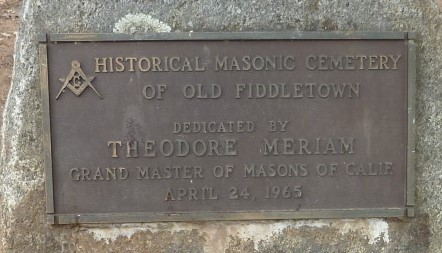 G
HISTORICAL MASONIC CEMETERY
OF OLD FIDDLETOWN
DEDICATED BY
THEODORE MERIAM
GRAND MASTER OF MASONS OF CALIF.
APRIL 24, 1965